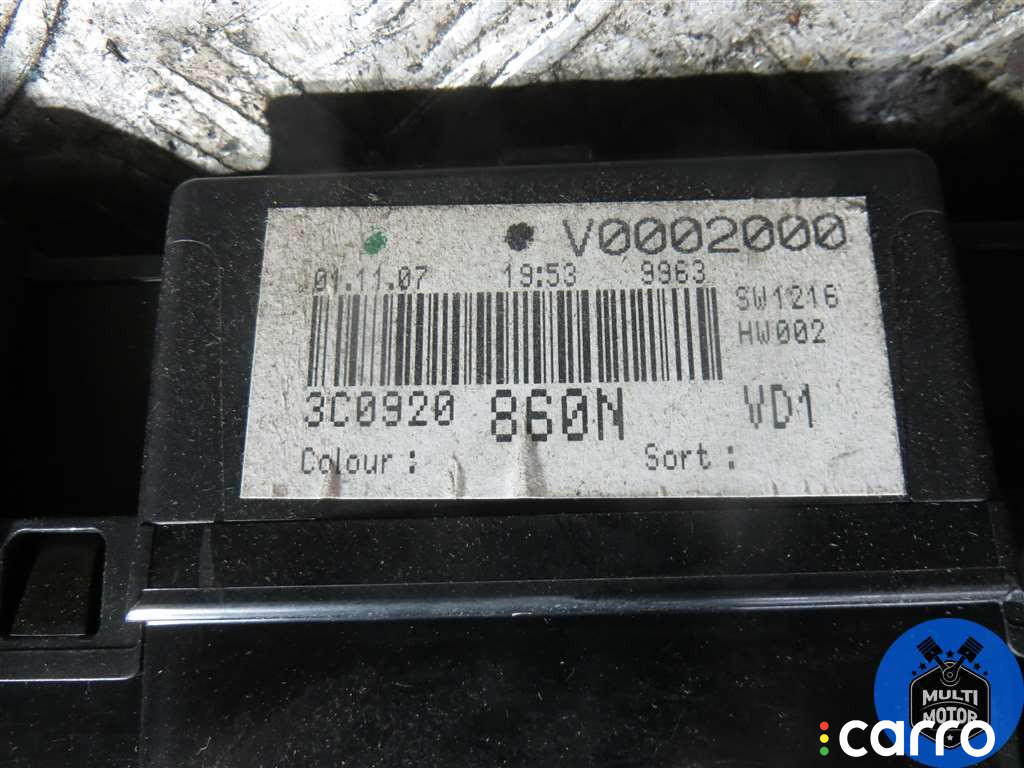 V0002000
01.11.07 19:53 9963
SW1216
HW002
3C0920 860N VD1
Colour : Sort :
MULTI
MOTOR
carro